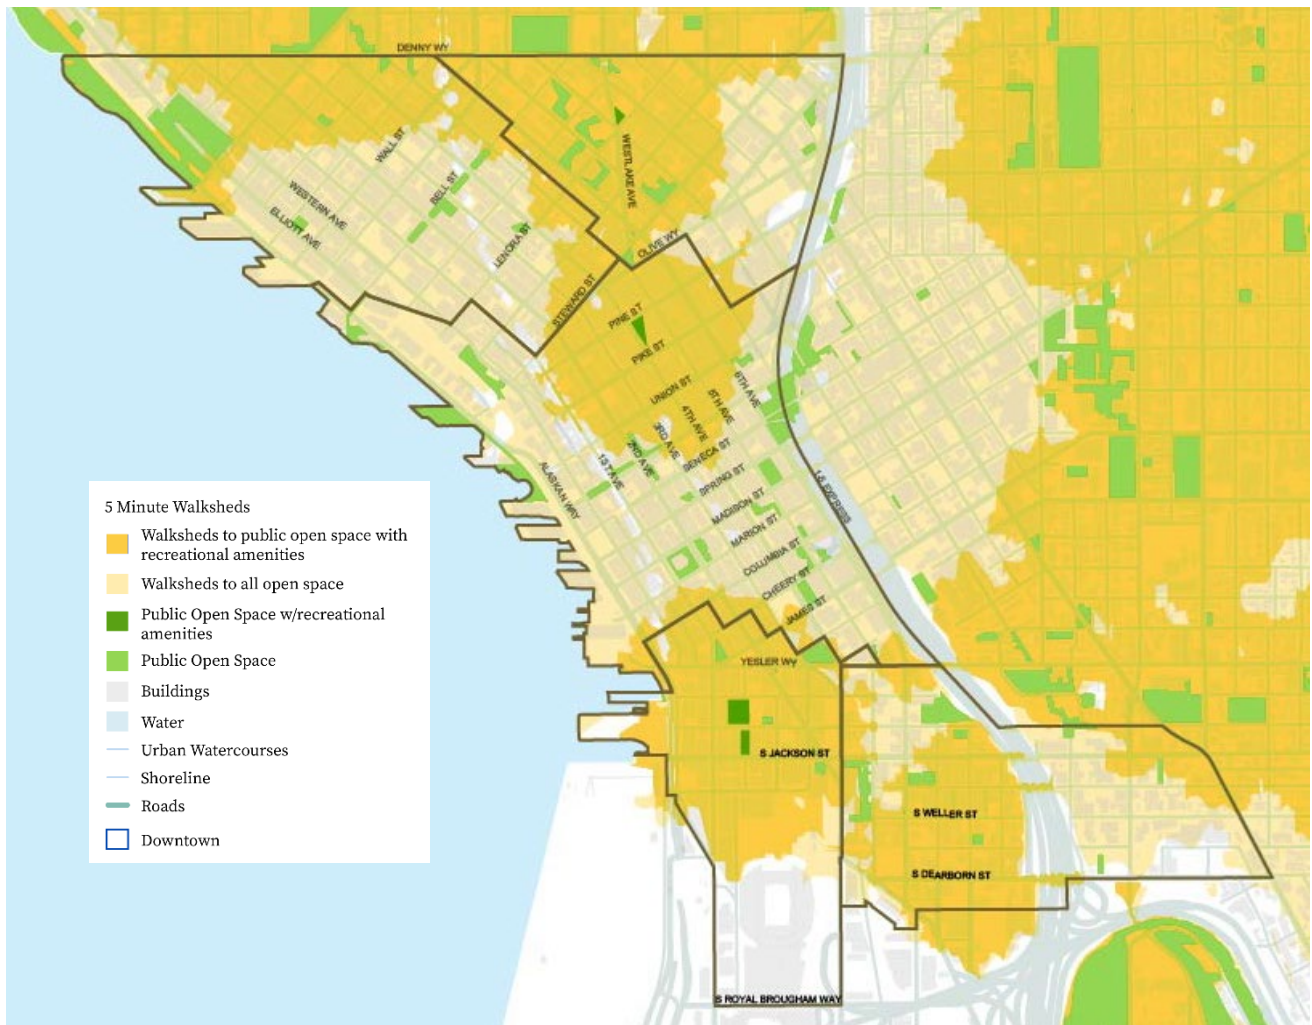 DENNY WY
WALL ST
WESTLAKE AVE
BELL ST
WESTERN AVE
ELLIOTT AVE
LENORA ST
OLIVE WY
STEWARD ST
PINE ST
PIKE ST
UNION ST
6TH AVE
5TH AVE
4TH AVE
3RD AVE
2ND AVE
1ST AVE
SENECA ST
SPRING ST
ALASKAN WAY
I-5 EXPRESS
MADISON ST
MARION ST
COLUMBIA ST
CHEERY ST
JAMES ST
YESLER Wy
S JACKSON ST
S WELLER ST
S DEARBORN ST
S ROYAL BROUGHAM WAY
5 Minute Walksheds
Walksheds to public open space with
recreational amenities
Walksheds to all open space
Public Open Space w/recreational
amenities
Public Open Space
Buildings
Water
Urban Watercourses
Shoreline
Roads
Downtown